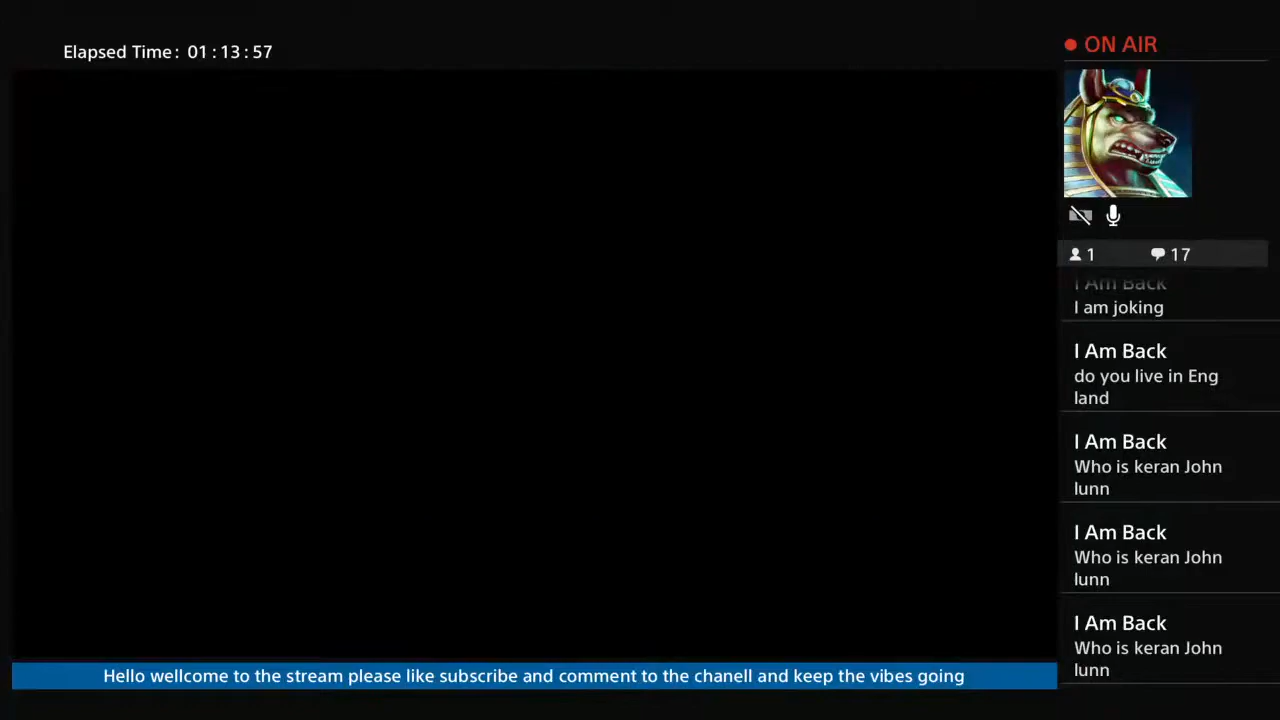 Elapsed Time: 01:13:57
ON AIR
1 17
I Am Back
I am joking
I Am Back
do you live in Eng
land
I Am Back
Who is keran John
lunn
I Am Back
Who is keran John
lunn
I Am Back
Who is keran John
lunn
Hello wellcome to the stream please like subscribe and comment to the chanell and keep the vibes going